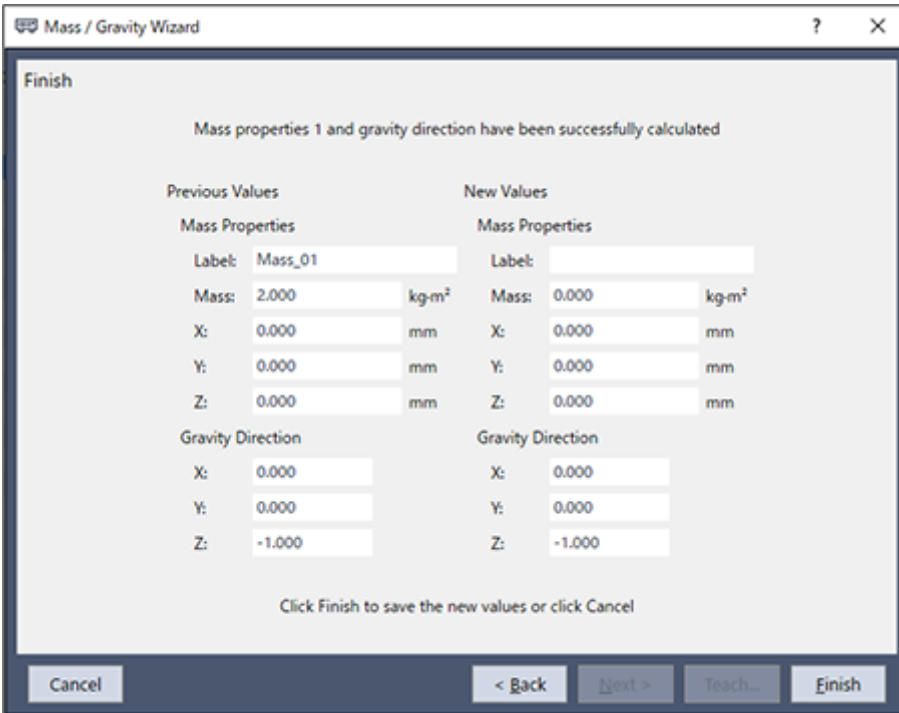 Mass / Gravity Wizard ?
Finish
Mass properties 1 and gravity direction have been successfully calculated
Previous Values New Values
Mass Properties Mass Properties
Label: Mass_01 Label:
Mass: 2.000 kg·m² Mass: 0.000 kg·m²
X: 0.000 mm X: 0.000 mm
Y: 0.000 mm Y: 0.000 mm
Z: 0.000 mm Z: 0.000 mm
Gravity Direction Gravity Direction
X: 0.000 X: 0.000
Y: 0.000 Y: 0.000
Z: -1.000 Z: -1.000
Click Finish to save the new values or click Cancel
Cancel < Back Next > Teach... Finish